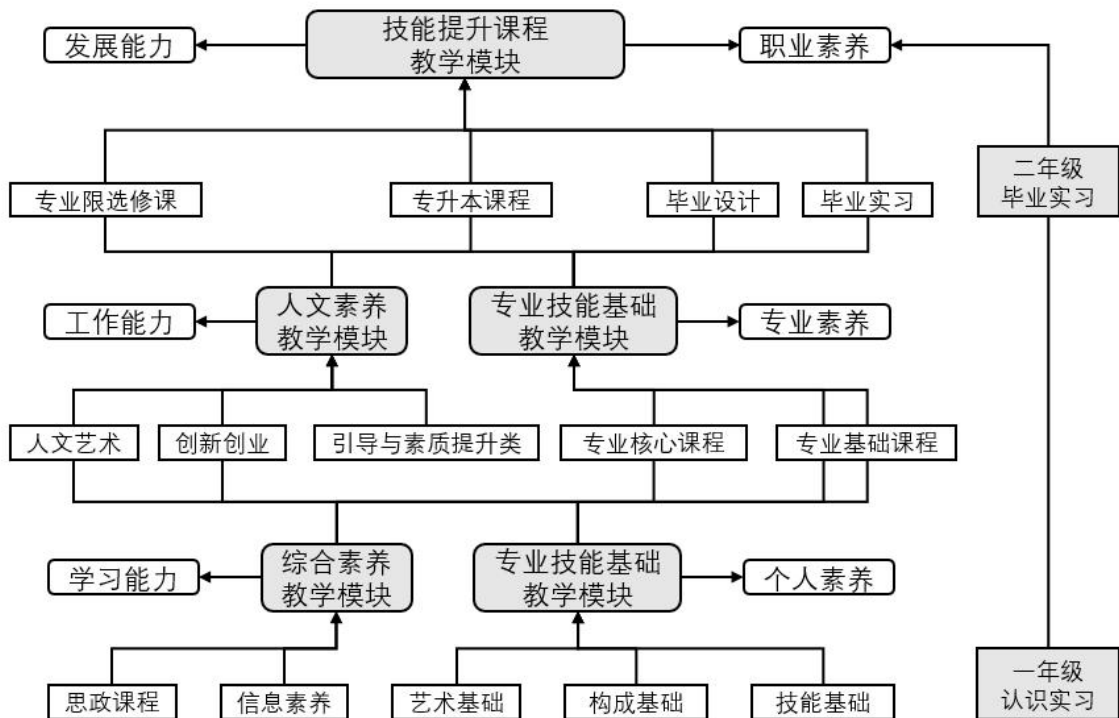 发展能力
技能提升课程
教学模块
职业素养
二年级
毕业实习
专业限选修课
专升本课程
毕业设计
毕业实习
工作能力
人文素养
教学模块
专业技能基础
教学模块
专业素养
人文艺术
创新创业
引导与素质提升类
专业核心课程
专业基础课程
学习能力
综合素养
教学模块
专业技能基础
教学模块
个人素养
思政课程
信息素养
艺术基础
构成基础
技能基础
一年级
认识实习